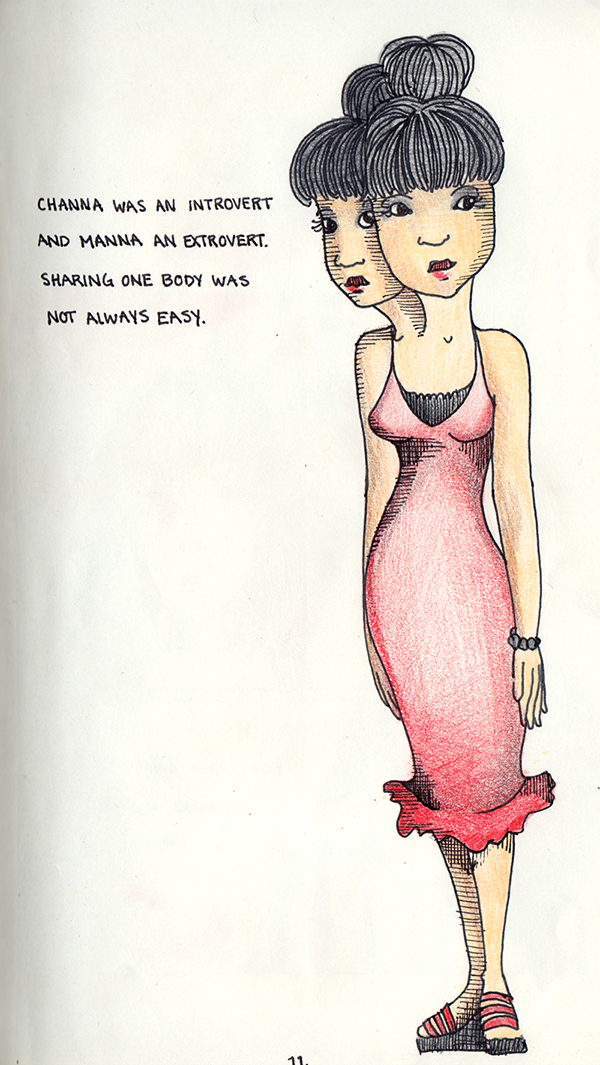 CHANNA WAS AN INTROVERT
AND MANNA AN EXTROVERT.
SHARING ONE BODY WAS
NOT ALWAYS EASY.
11.